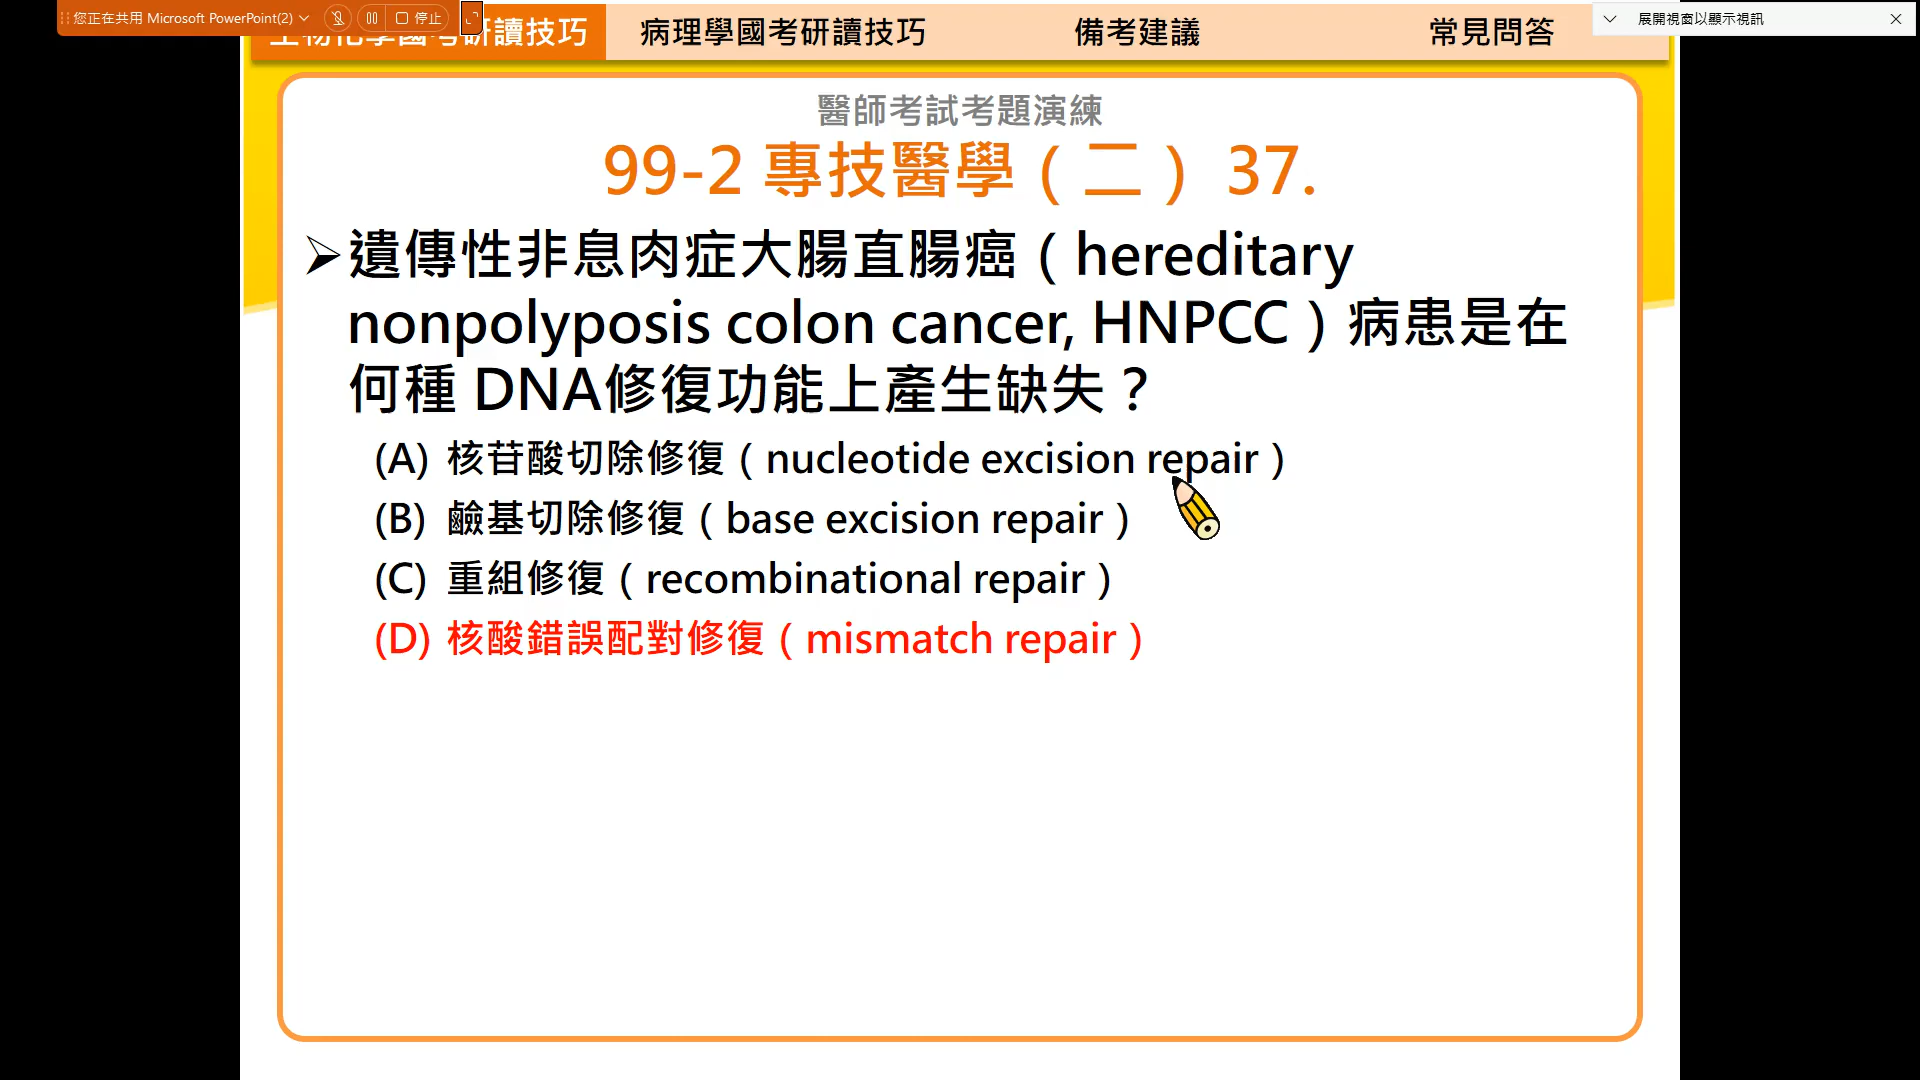 您正在共用 Microsoft PowerPoint(2)
停止
展開視窗以顯示視訊
研讀技巧
病理學國考研讀技巧
備考建議
常見問答
醫師考試考題演練
99-2 專技醫學（二） 37.
➢遺傳性非息肉症大腸直腸癌（hereditary
nonpolyposis colon cancer, HNPCC）病患是在
何種 DNA修復功能上產生缺失？
(A) 核苷酸切除修復（nucleotide excision repair）
(B) 鹼基切除修復（base excision repair）
(C) 重組修復（recombinational repair）
(D) 核酸錯誤配對修復（mismatch repair）